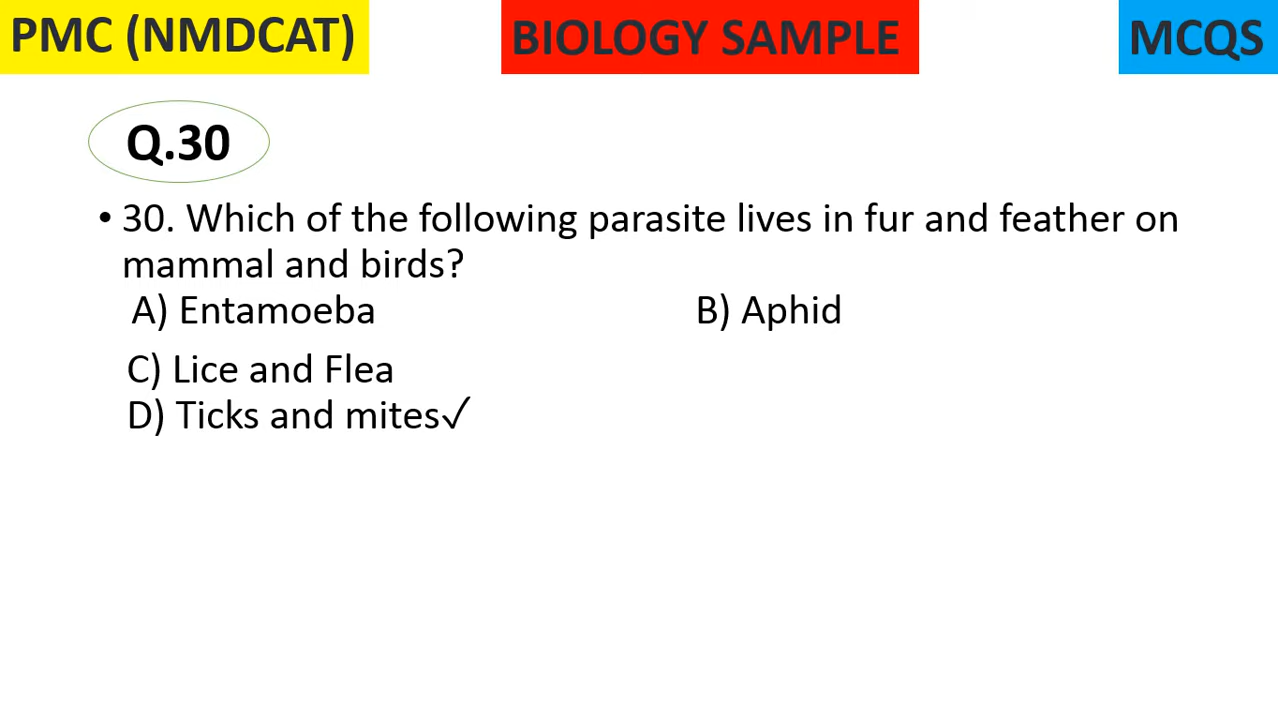 PMC (NMDCAT)
BIOLOGY SAMPLE
MCQS
Q.30
• 30. Which of the following parasite lives in fur and feather on
mammal and birds?
A) Entamoeba B) Aphid
C) Lice and Flea
D) Ticks and mites✓